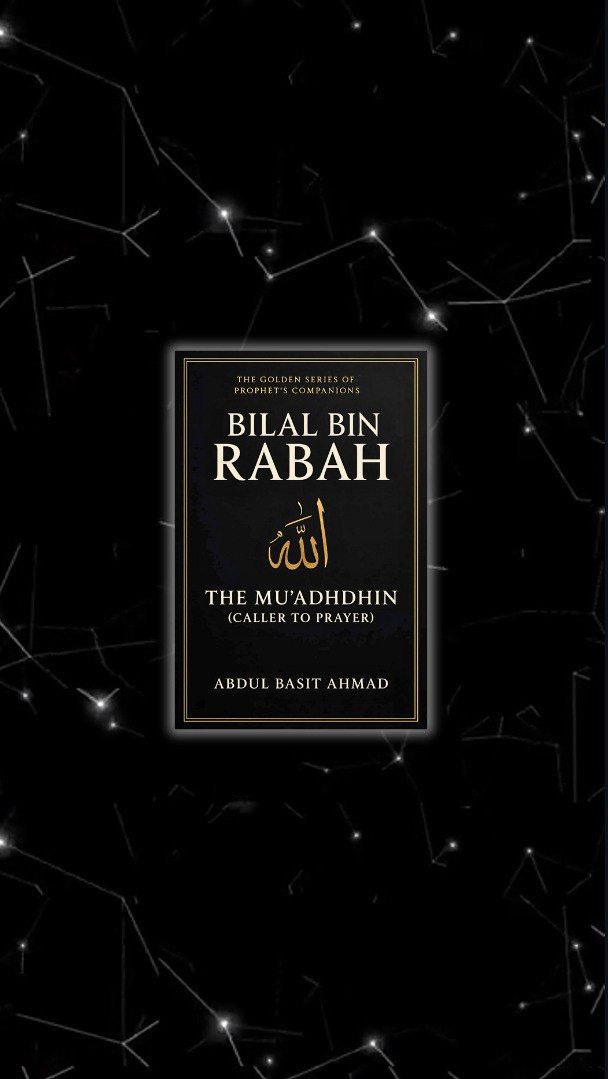 THE GOLDEN SERIES OF
PROPHET'S COMPANIONS
BILAL BIN
RABAH
الله
THE MU'ADHDHIN
(CALLER TO PRAYER)
ABDUL BASIT AHMAD